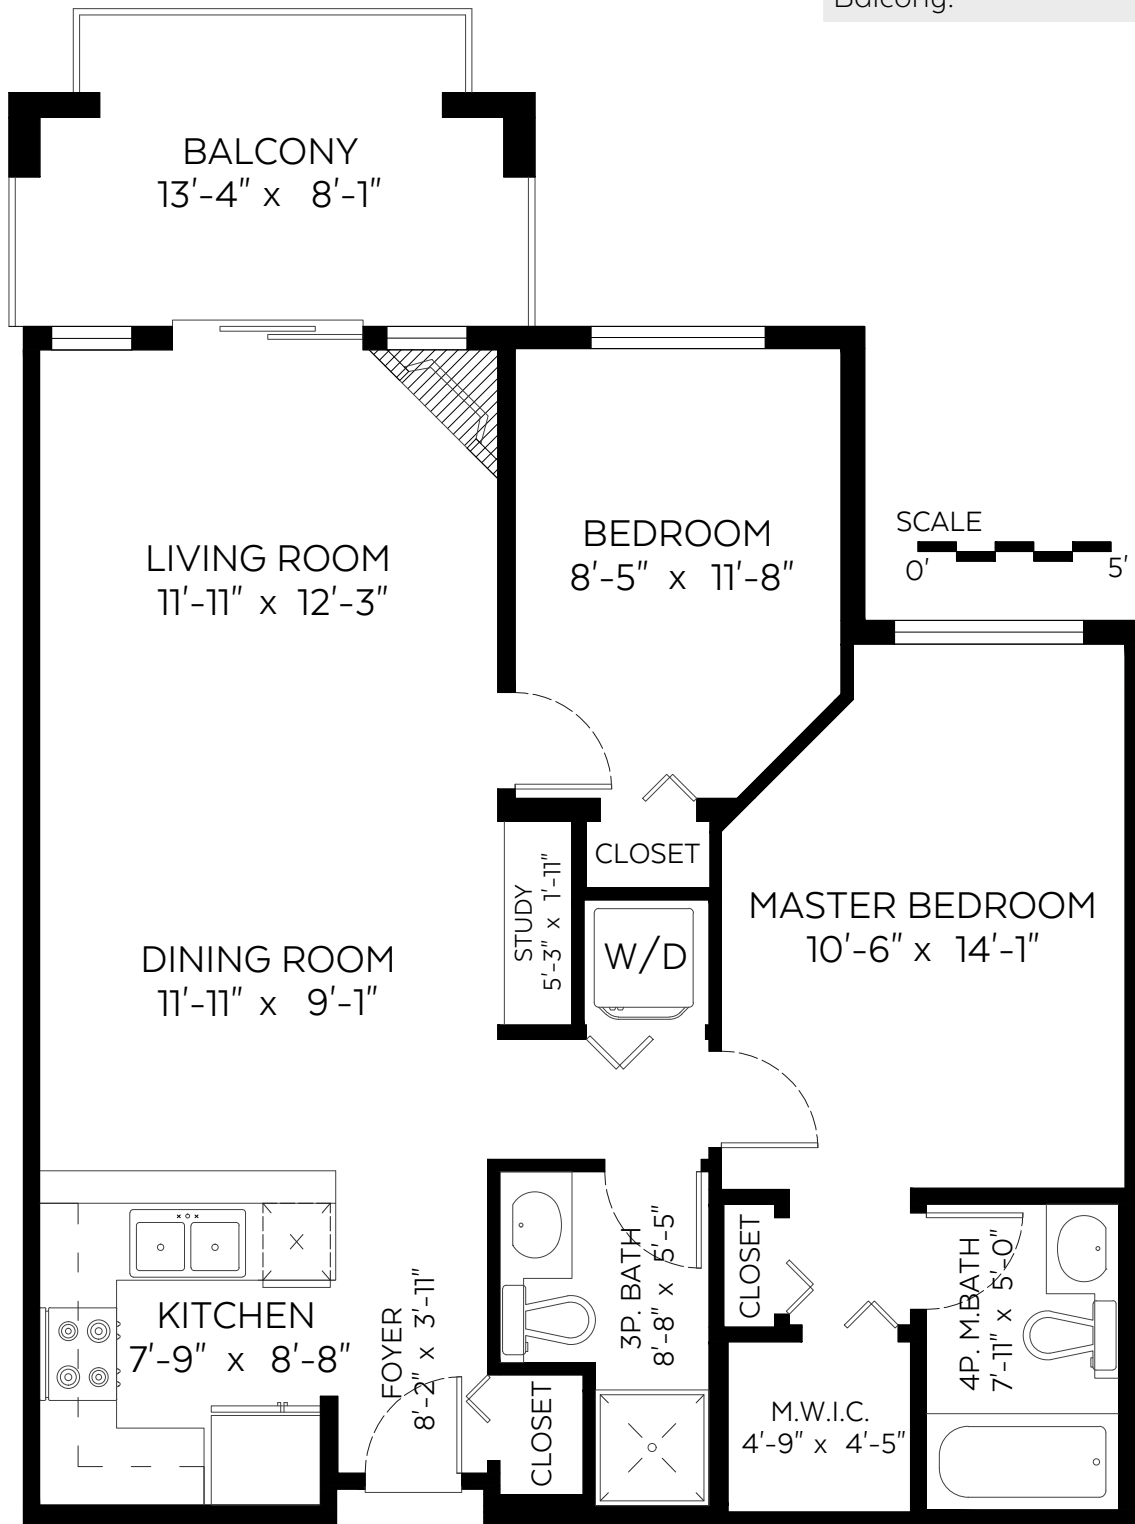 Balcony:
BALCONY
13'-4" x 8'-1"
LIVING ROOM
11'-11" x 12'-3"
BEDROOM
8'-5" x 11'-8"
SCALE
0' 5'
CLOSET
STUDY
5'-3" x 1'-11"
W/D
MASTER BEDROOM
10'-6" x 14'-1"
DINING ROOM
11'-11" x 9'-1"
KITCHEN
7'-9" x 8'-8"
FOYER
8'-2" x 3'-11"
3P. BATH
8'-8" x 5'-5"
CLOSET
CLOSET
4P. M.BATH
7'-11" x 5'-0"
M.W.I.C.
4'-9" x 4'-5"